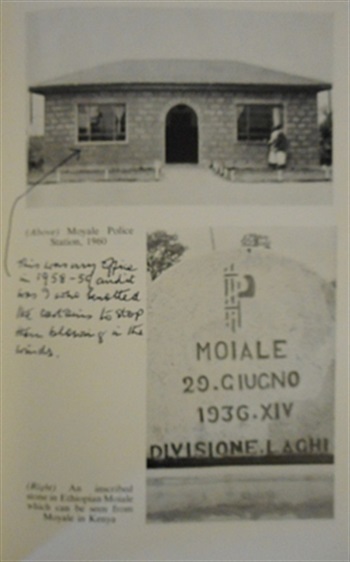 (Above) Moyale Police
Station, 1960
This was my office
in 1958-59 and it
was I who knotted
the curtains to stop
them blowing in the
winds.
MOIALE
29. GIUGNO
1936. XIV
DIVISIONE. LAGHI
(Right) An inscribed
stone in Ethiopian Moiale
which can be seen from
Moyale in Kenya